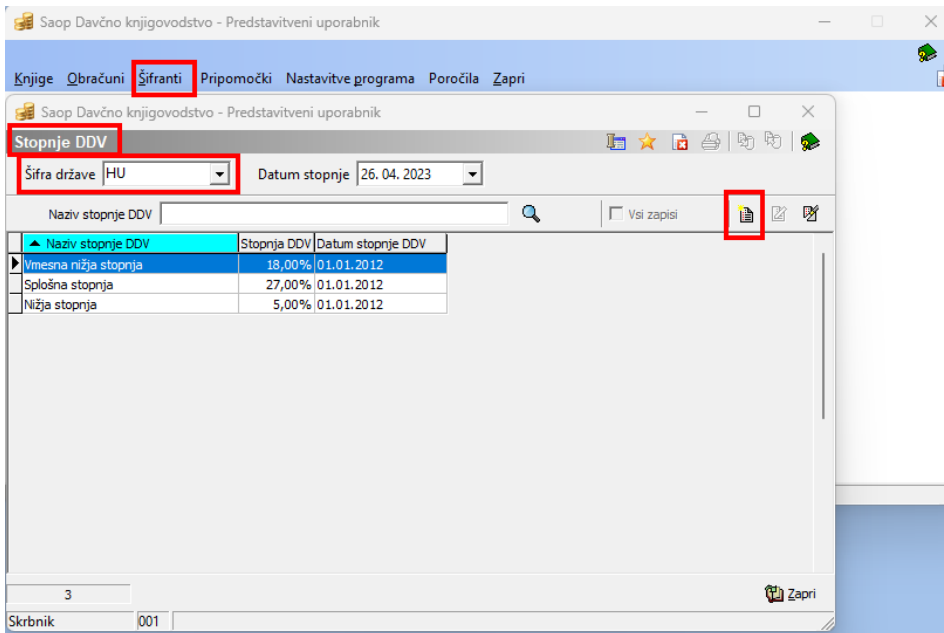 Saop Davčno knjigovodstvo - Predstavitveni uporabnik
Knjige Obračuni Šifranti Pripomočki Nastavitve programa Poročila Zapri
Saop Davčno knjigovodstvo - Predstavitveni uporabnik
Stopnje DDV
Šifra države HU Datum stopnje 26. 04. 2023
Naziv stopnje DDV Vsi zapisi
Naziv stopnje DDV Stopnja DDV Datum stopnje DDV
Vmesna nižja stopnja 18,00% 01.01.2012
Splošna stopnja 27,00% 01.01.2012
Nižja stopnja 5,00% 01.01.2012
3 Zapri
Skrbnik 001